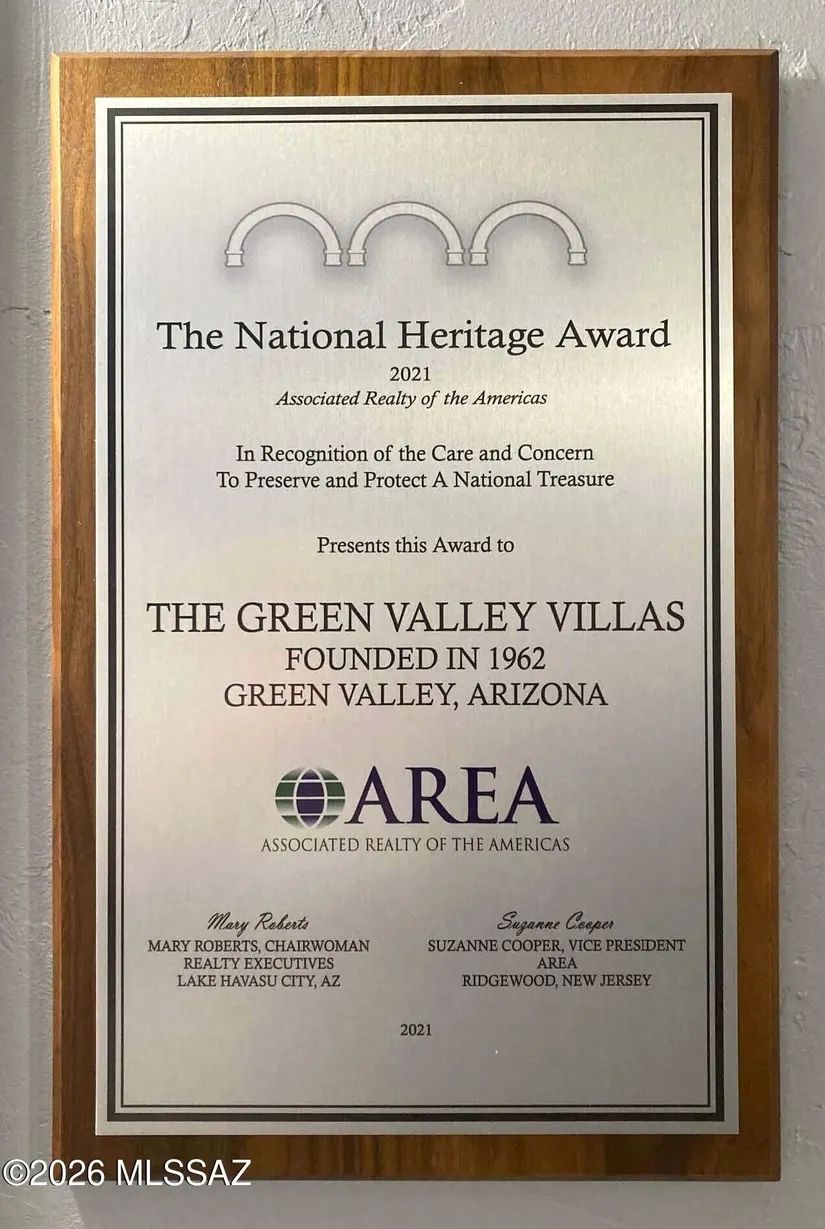 The National Heritage Award
2021
Associated Realty of the Americas
In Recognition of the Care and Concern
To Preserve and Protect A National Treasure
Presents this Award to
THE GREEN VALLEY VILLAS
FOUNDED IN 1962
GREEN VALLEY, ARIZONA
AREA
ASSOCIATED REALTY OF THE AMERICAS
Mary Roberts
MARY ROBERTS, CHAIRWOMAN
REALTY EXECUTIVES
LAKE HAVASU CITY, AZ
Suzanne Cooper
SUZANNE COOPER, VICE PRESIDENT
AREA
RIDGEWOOD, NEW JERSEY
2021
©2026 MLSSAZ